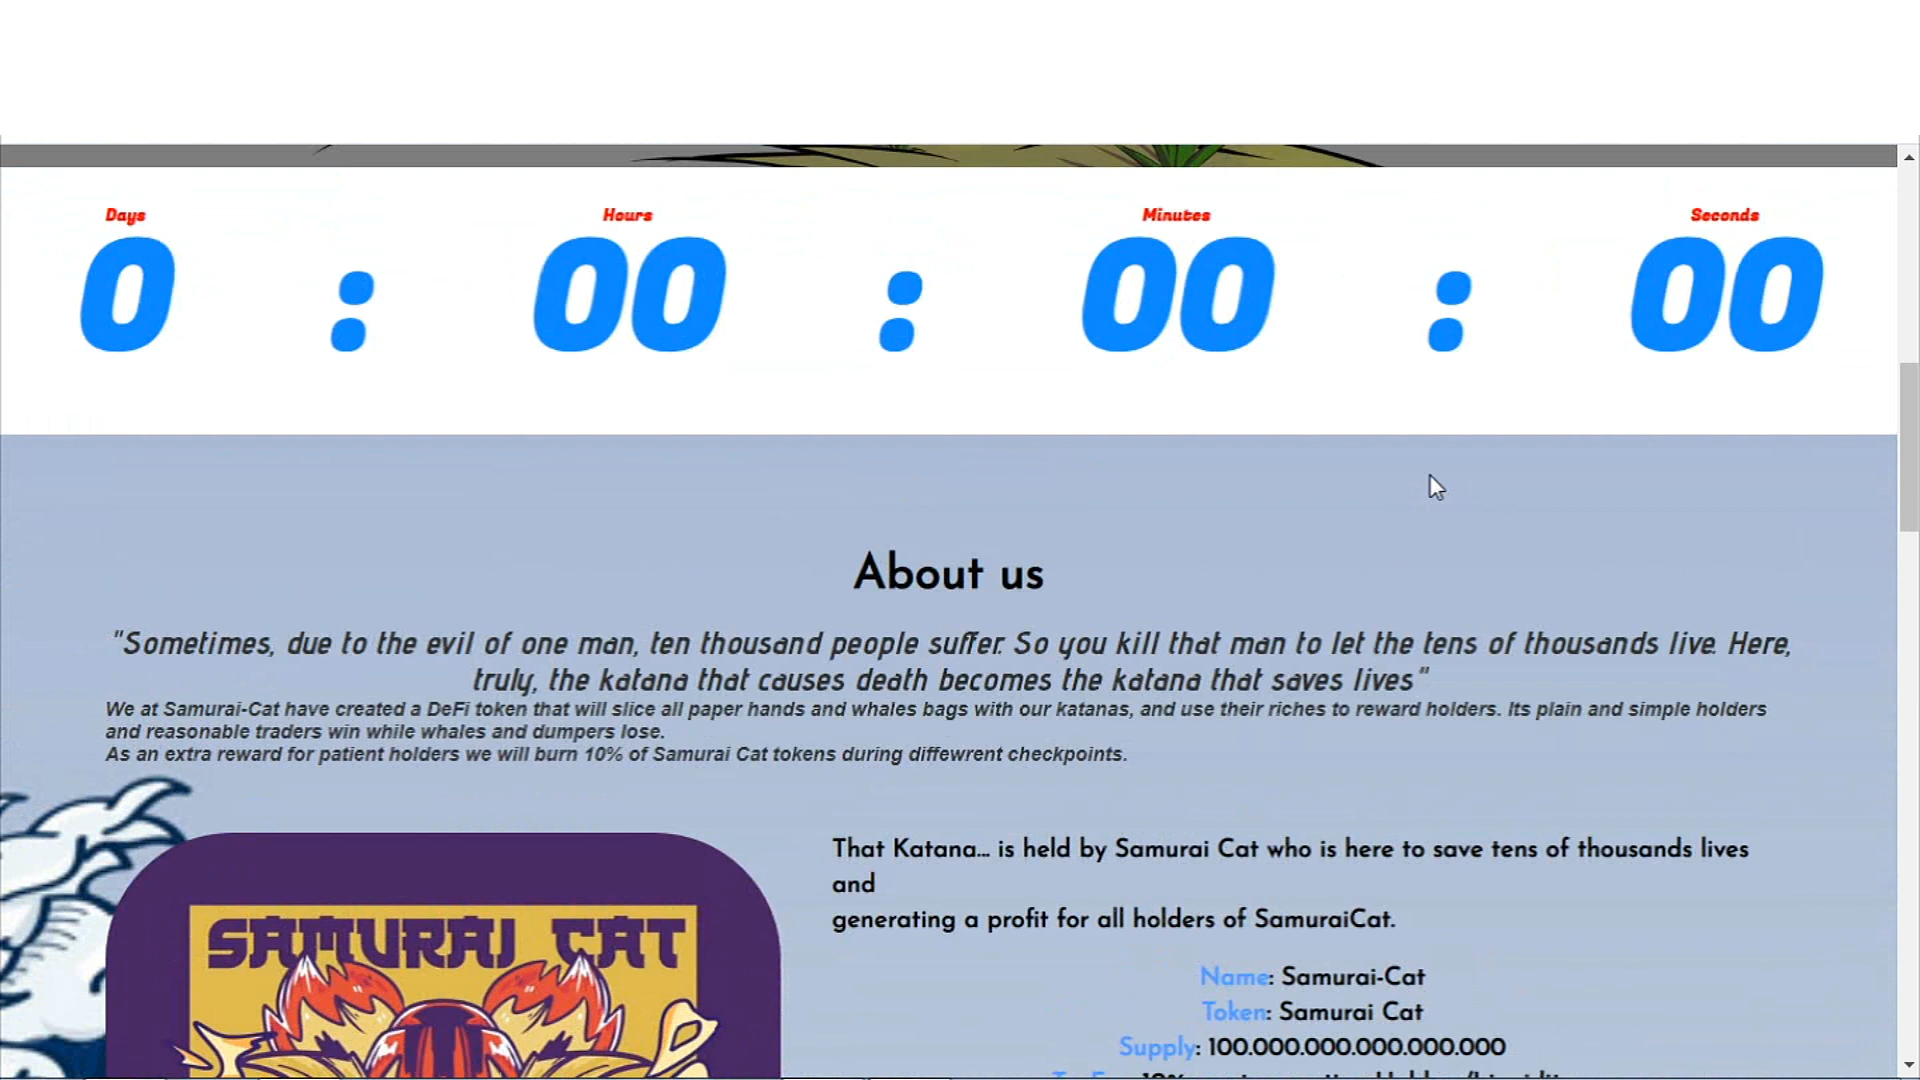 Days Hours Minutes Seconds
0 : 00 : 00 : 00
About us
"Sometimes, due to the evil of one man, ten thousand people suffer. So you kill that man to let the tens of thousands live. Here,
truly, the katana that causes death becomes the katana that saves lives"
We at Samurai-Cat have created a DeFi token that will slice all paper hands and whales bags with our katanas, and use their riches to reward holders. Its plain and simple holders
and reasonable traders win while whales and dumpers lose.
As an extra reward for patient holders we will burn 10% of Samurai Cat tokens during diffewrent checkpoints.
That Katana... is held by Samurai Cat who is here to save tens of thousands lives
and
generating a profit for all holders of SamuraiCat.
SAMURAI CAT
Name: Samurai-Cat
Token: Samurai Cat
Supply: 100.000.000.000.000.000